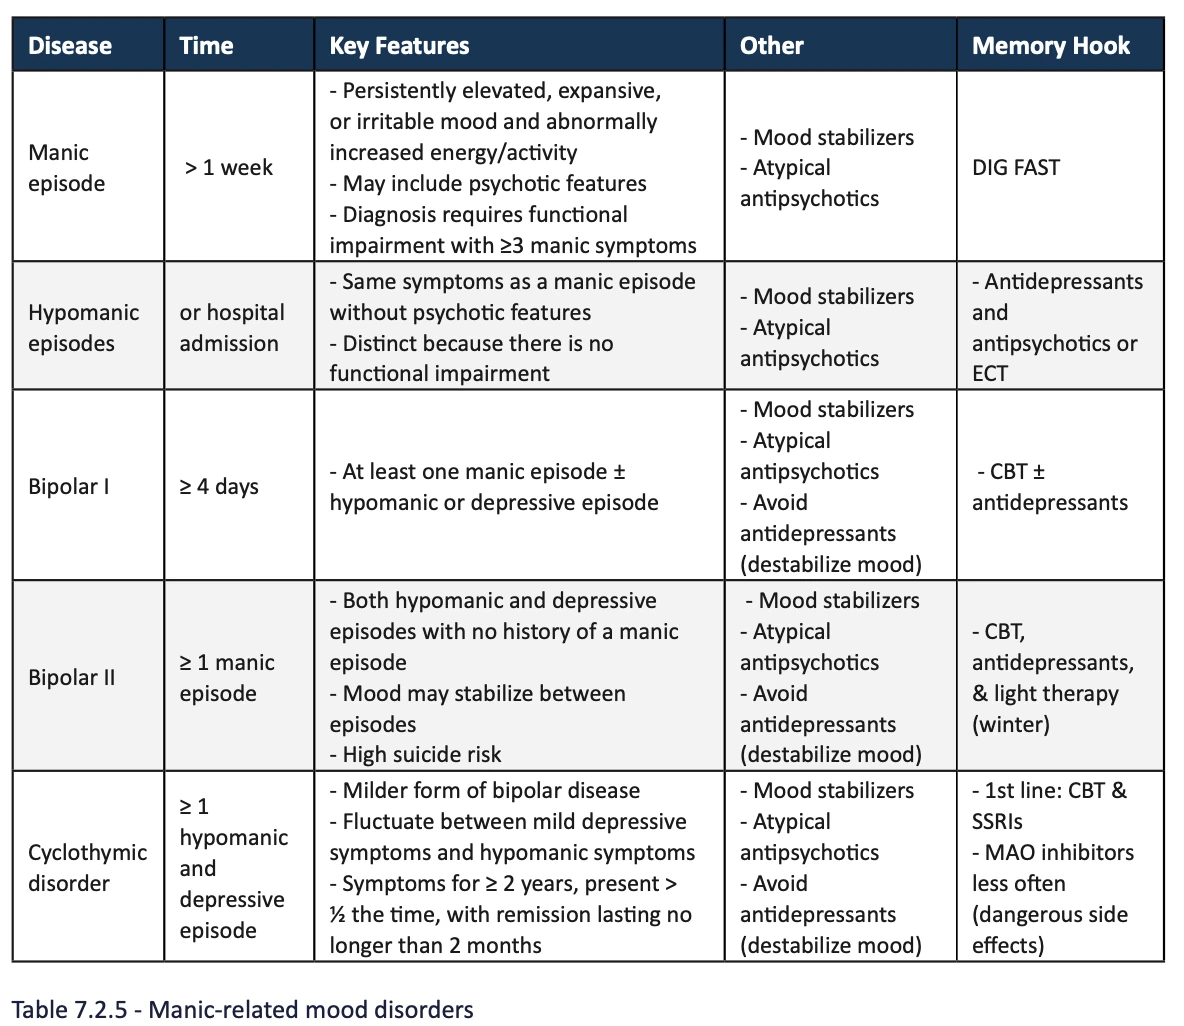 Disease
Time
Key Features
Other
Memory Hook
Manic
episode
> 1 week
- Persistently elevated, expansive,
or irritable mood and abnormally
increased energy/activity
- May include psychotic features
- Diagnosis requires functional
impairment with ≥3 manic symptoms
- Mood stabilizers
- Atypical
antipsychotics
DIG FAST
Hypomanic
episodes
or hospital
admission
- Same symptoms as a manic episode
without psychotic features
- Distinct because there is no
functional impairment
- Mood stabilizers
- Atypical
antipsychotics
- Antidepressants
and
antipsychotics or
ECT
Bipolar I
≥ 4 days
- At least one manic episode ±
hypomanic or depressive episode
- Mood stabilizers
- Atypical
antipsychotics
- Avoid
antidepressants
(destabilize mood)
- CBT ±
antidepressants
Bipolar II
≥ 1 manic
episode
- Both hypomanic and depressive
episodes with no history of a manic
episode
- Mood may stabilize between
episodes
- High suicide risk
- Mood stabilizers
- Atypical
antipsychotics
- Avoid
antidepressants
(destabilize mood)
- CBT,
antidepressants,
& light therapy
(winter)
Cyclothymic
disorder
≥ 1
hypomanic
and
depressive
episode
- Milder form of bipolar disease
- Fluctuate between mild depressive
symptoms and hypomanic symptoms
- Symptoms for ≥ 2 years, present >
½ the time, with remission lasting no
longer than 2 months
- Mood stabilizers
- Atypical
antipsychotics
- Avoid
antidepressants
(destabilize mood)
- 1st line: CBT &
SSRIs
- MAO inhibitors
less often
(dangerous side
effects)
Table 7.2.5 - Manic-related mood disorders